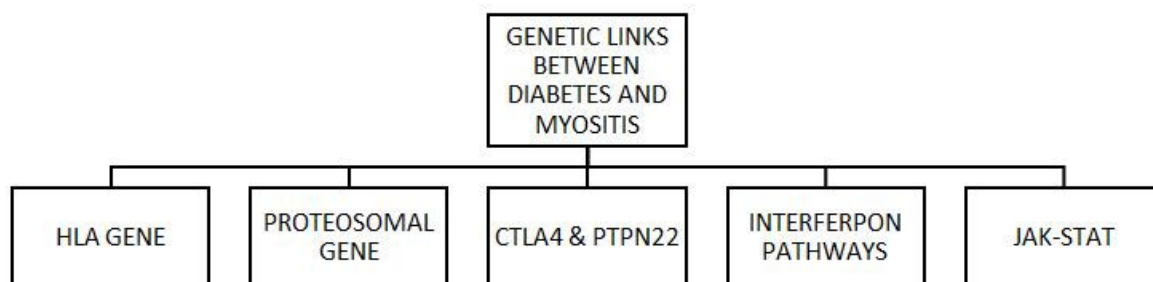 GENETIC LINKS
BETWEEN
DIABETES AND
MYOSITIS
HLA GENE
PROTEOSOMAL
GENE
CTLA4 & PTPN22
INTERFERPON
PATHWAYS
JAK-STAT